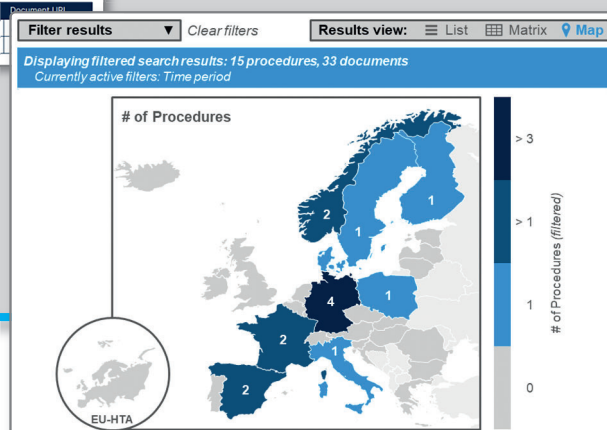 Document URL
Filter results ▼ Clear filters Results view: List Matrix Map
Displaying filtered search results: 15 procedures, 33 documents
Currently active filters: Time period
# of Procedures
2
1
1
4
1
2
1
2
EU-HTA
> 3
> 1
1
0
# of Procedures (filtered)